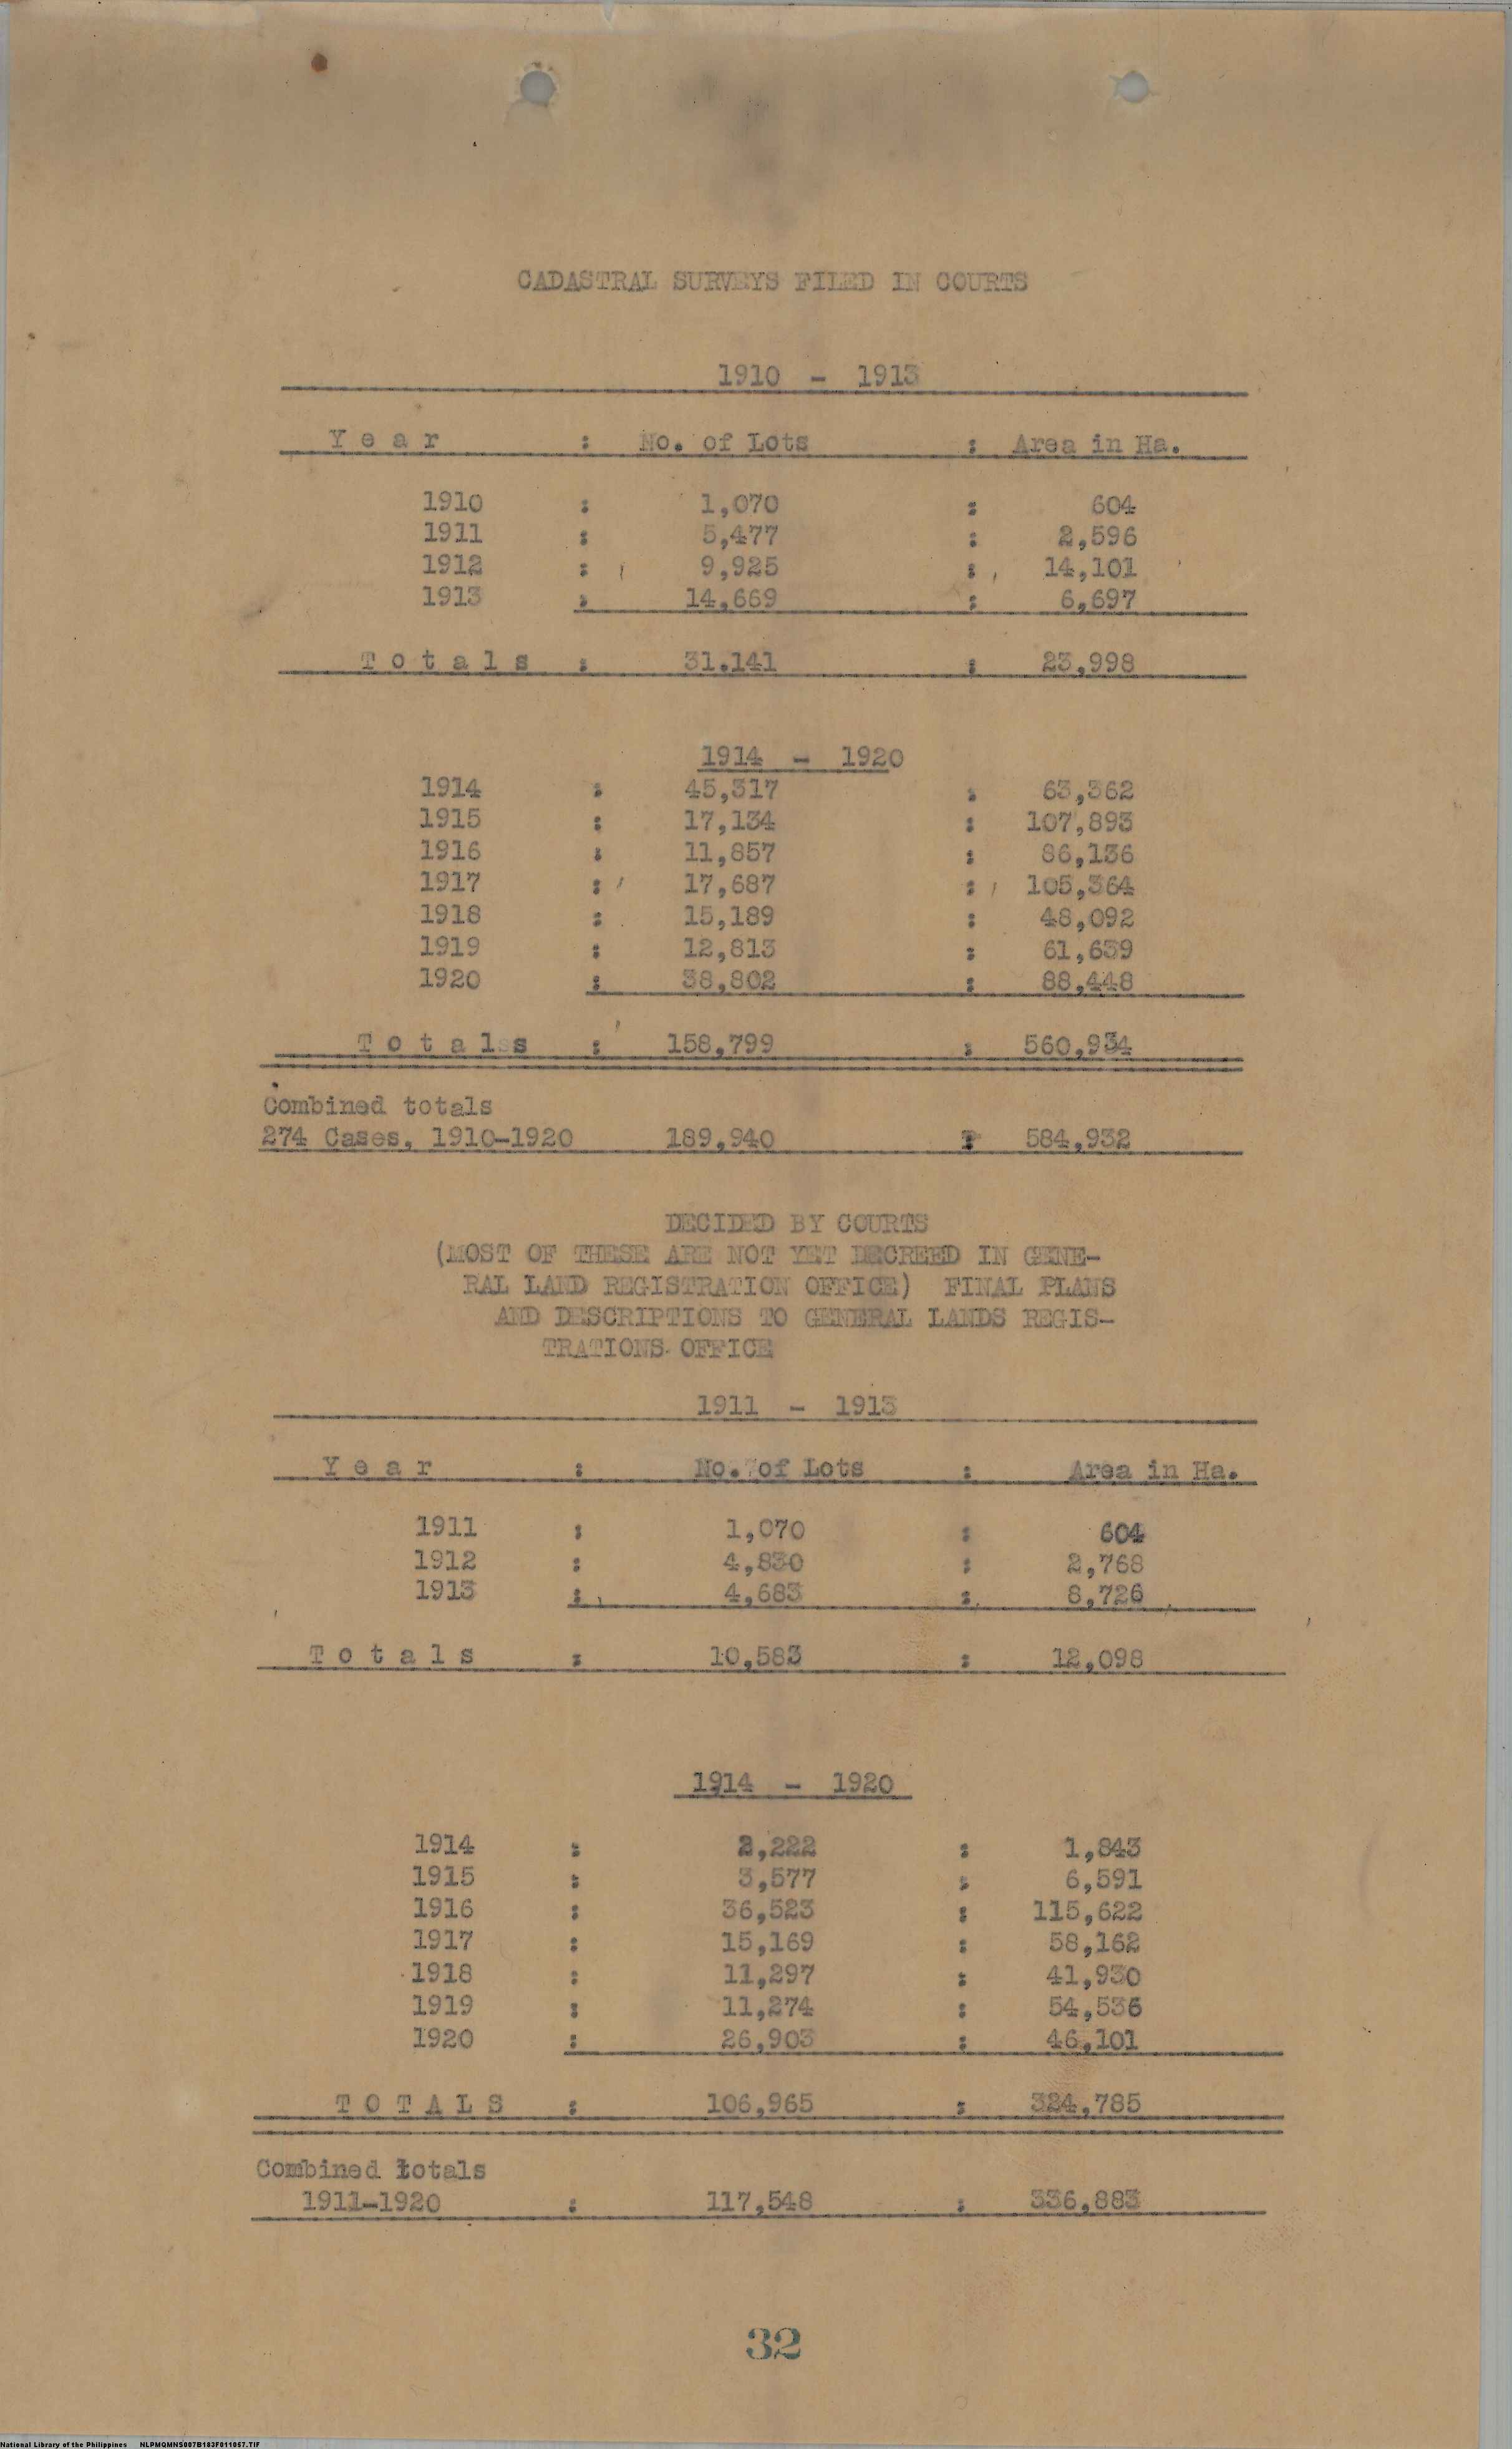 CADASTRAL SURVEYS FILED IN COURTS
1910 - 1913
Year : No. of Lots : Area in Ha.
1910 : 1,070 : 604
1911 : 5,477 : 2,596
1912 : 9,925 : 14,101
1913 : 14,669 : 6,697
Totals : 31.141 : 23,998
1914 - 1920
1914 : 45,317 : 63,362
1915 : 17,134 : 107,893
1916 : 11,857 : 86,136
1917 : 17,687 : 105,364
1918 : 15,189 : 48,092
1919 : 12,813 : 61,639
1920 : 38,802 : 88,448
Totals : 158,799 : 560,934
Combined totals
274 Cases, 1910-1920 189,940 : 584,932
DECIDED BY COURTS
(MOST OF THESE ARE NOT YET DECREED IN GENE-
RAL LAND REGISTRATION OFFICE) FINAL PLANS
AND DESCRIPTIONS TO GENERAL LANDS REGIS-
TRATIONS OFFICE
1911 - 1913
Year : No. of Lots : Area in Ha.
1911 : 1,070 : 604
1912 : 4,830 : 2,768
1913 : 4,683 : 8,726
Totals : 10,583 : 12,098
1914 - 1920
1914 : 2,222 : 1,843
1915 : 3,577 : 6,591
1916 : 36,523 : 115,622
1917 : 15,169 : 58,162
1918 : 11,297 : 41,930
1919 : 11,274 : 54,536
1920 : 26,903 : 46,101
TOTALS : 106,965 : 324,785
Combined totals
1911-1920 : 117,548 : 336,883
32
National Library of the Philippines NLPMQMNS007B183F011067.TIF